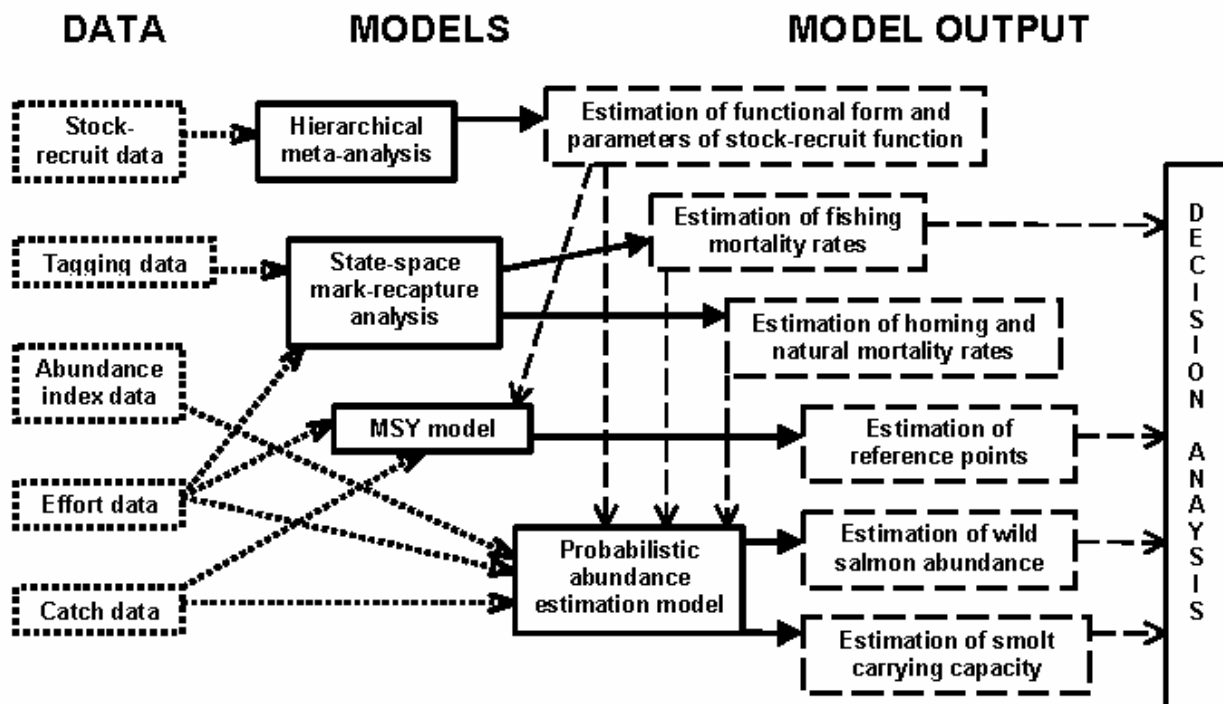 DATA
MODELS
MODEL OUTPUT
Stock-
recruit data
Hierarchical
meta-analysis
Estimation of functional form and
parameters of stock-recruit function
Tagging data
State-space
mark-recapture
analysis
Estimation of fishing
mortality rates
Estimation of homing and
natural mortality rates
Abundance
index data
MSY model
Estimation of
reference points
Effort data
Probabilistic
abundance
estimation model
Estimation of wild
salmon abundance
Catch data
Estimation of smolt
carrying capacity
DECISION ANAYSIS